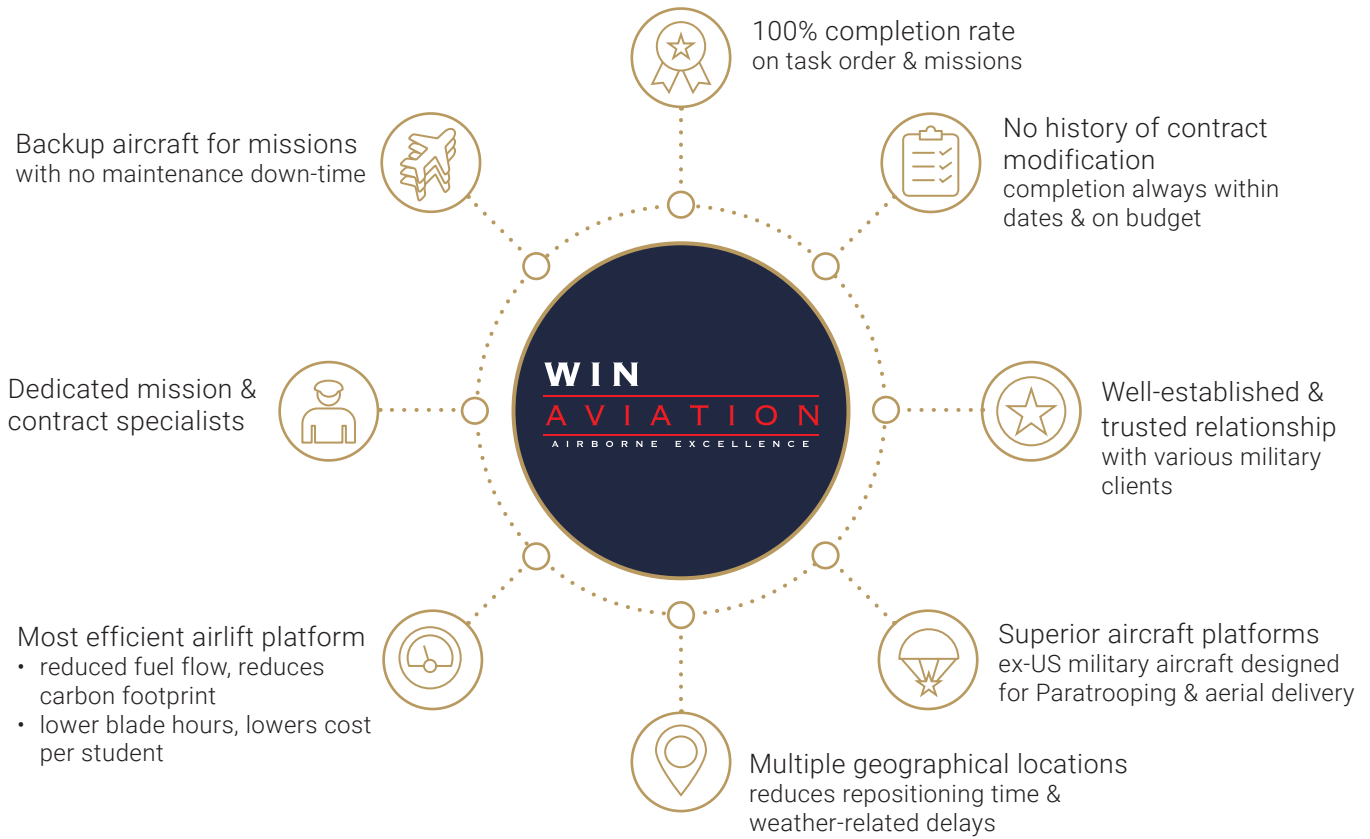 100% completion rate
on task order & missions
No history of contract
modification
completion always within
dates & on budget
Well-established &
trusted relationship
with various military
clients
Superior aircraft platforms
ex-US military aircraft designed
for Paratrooping & aerial delivery
Multiple geographical locations
reduces repositioning time &
weather-related delays
Most efficient airlift platform
• reduced fuel flow, reduces
carbon footprint
• lower blade hours, lowers cost
per student
Dedicated mission &
contract specialists
Backup aircraft for missions
with no maintenance down-time
WIN
AVIATION
AIRBORNE EXCELLENCE